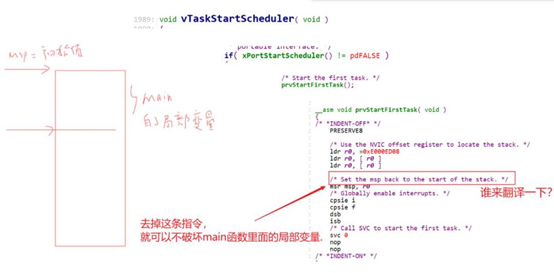 1989: void vTaskStartScheduler( void )
{
portable interface. */
if( xPortStartScheduler() != pdFALSE )
{
/* Start the first task. */
prvStartFirstTask();
__asm void prvStartFirstTask( void )
{
/* *INDENT-OFF* */
PRESERVE8
/* Use the NVIC offset register to locate the stack. */
ldr r0, =0xE000ED08
ldr r0, [ r0 ]
ldr r0, [ r0 ]
/* Set the msp back to the start of the stack. */
msr msp, r0
/* Globally enable interrupts. */
cpsie i
cpsie f
dsb
isb
/* Call SVC to start the first task. */
svc 0
nop
nop
/* *INDENT-ON* */
谁来翻译一下?
去掉这条指令，
就可以不破坏main函数里面的局部变量.
main
的局部变量